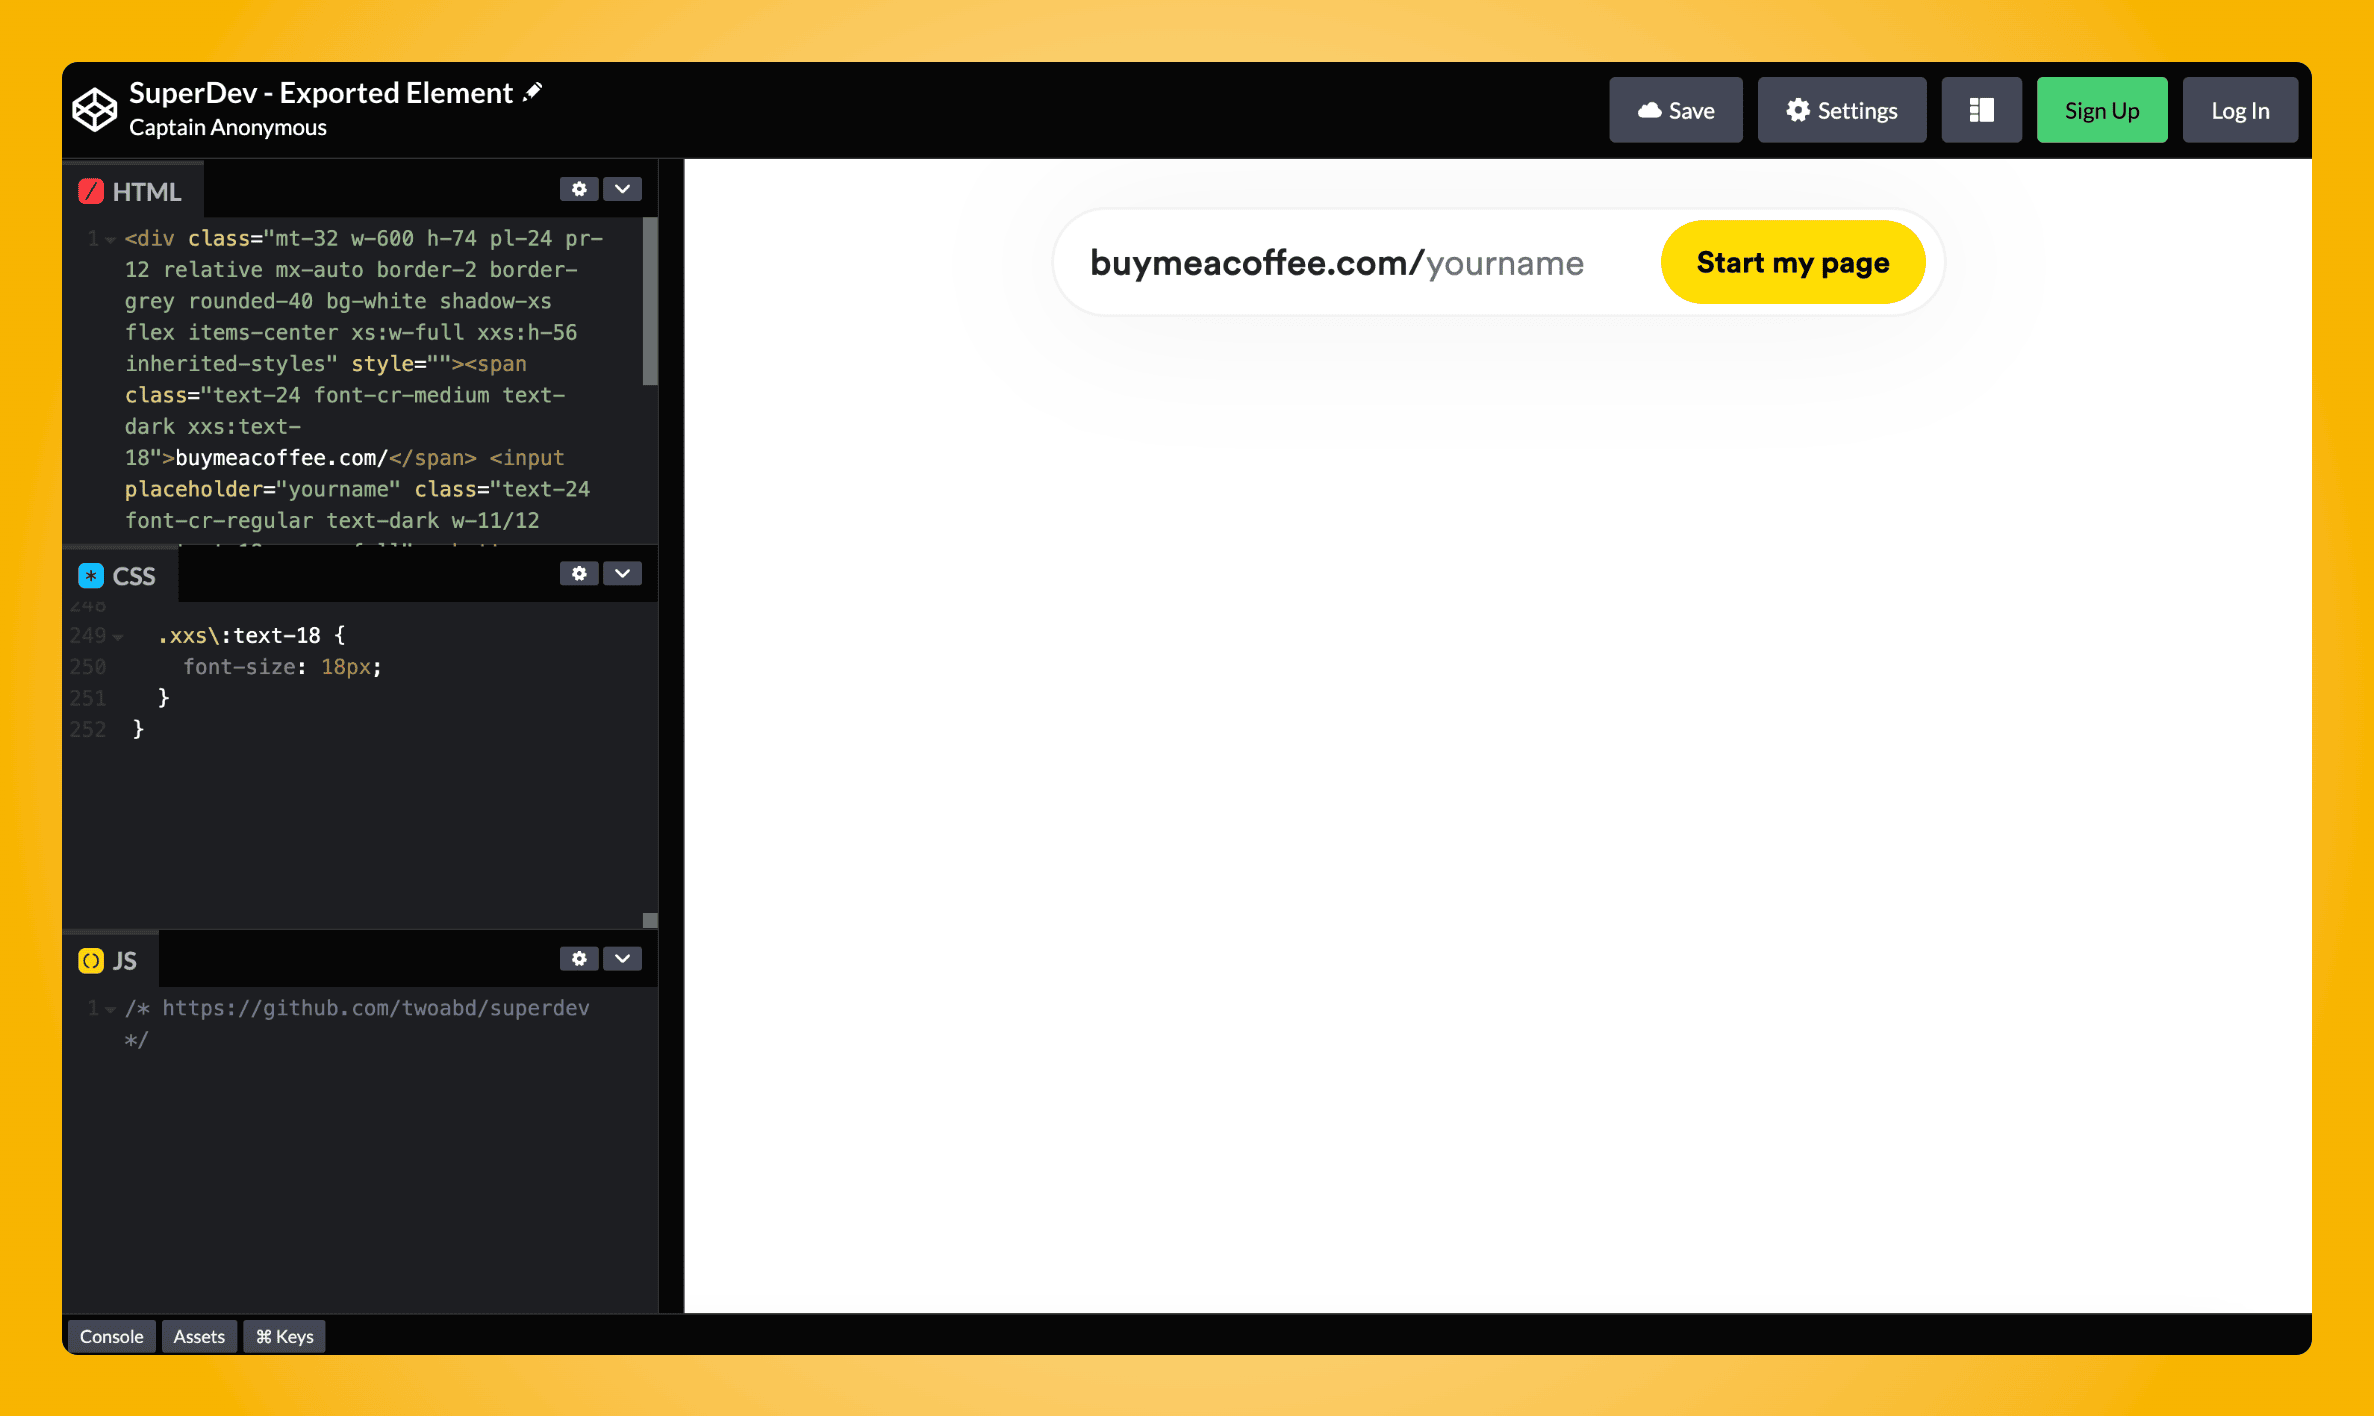 SuperDev - Exported Element
Captain Anonymous
Save
Settings
Sign Up
Log In
HTML
1 <div class="mt-32 w-600 h-74 pl-24 pr-
12 relative mx-auto border-2 border-
grey rounded-40 bg-white shadow-xs
flex items-center xs:w-full xxs:h-56
inherited-styles" style=""><span
class="text-24 font-cr-medium text-
dark xxs:text-
18">buymeacoffee.com/</span> <input
placeholder="yourname" class="text-24
font-cr-regular text-dark w-11/12
CSS
248
249 .xxs\:text-18 {
250 font-size: 18px;
251 }
252 }
JS
1 /* https://github.com/twoabd/superdev
*/
buymeacoffee.com/yourname
Start my page
Console
Assets
⌘ Keys